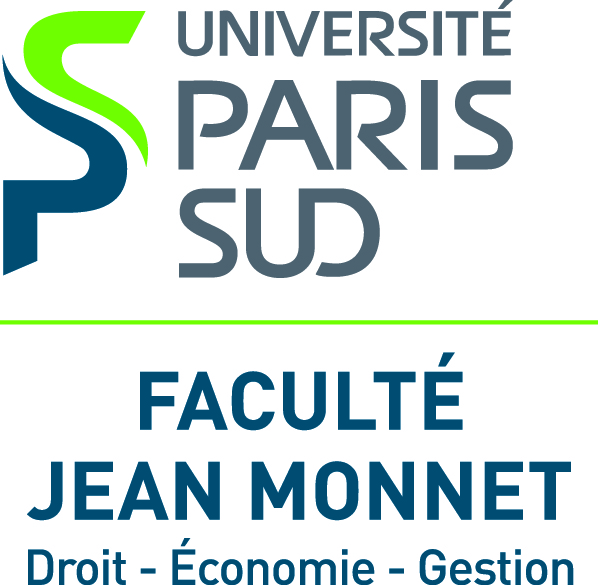 UNIVERSITÉ
PARIS
SUD
FACULTÉ
JEAN MONNET
Droit - Économie - Gestion